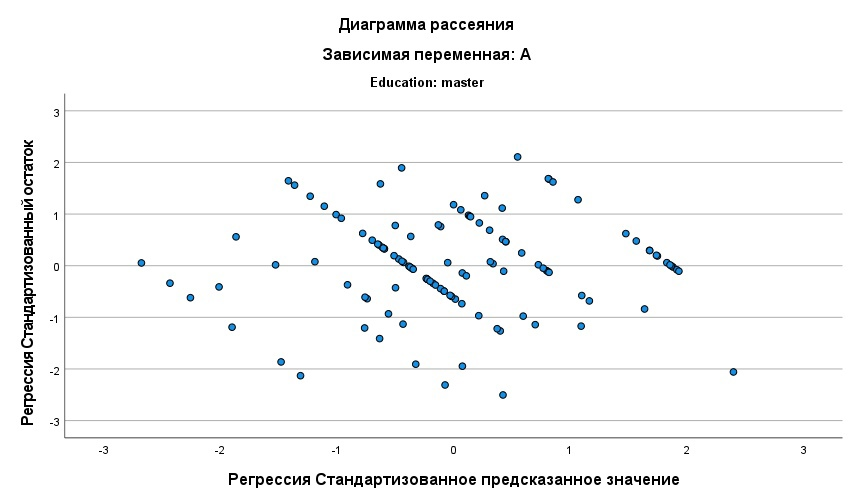 Диаграмма рассеяния
Зависимая переменная: A
Education: master
Регрессия Стандартизованный остаток
3
2
1
0
-1
-2
-3
-3
-2
-1
0
1
2
3
Регрессия Стандартизованное предсказанное значение